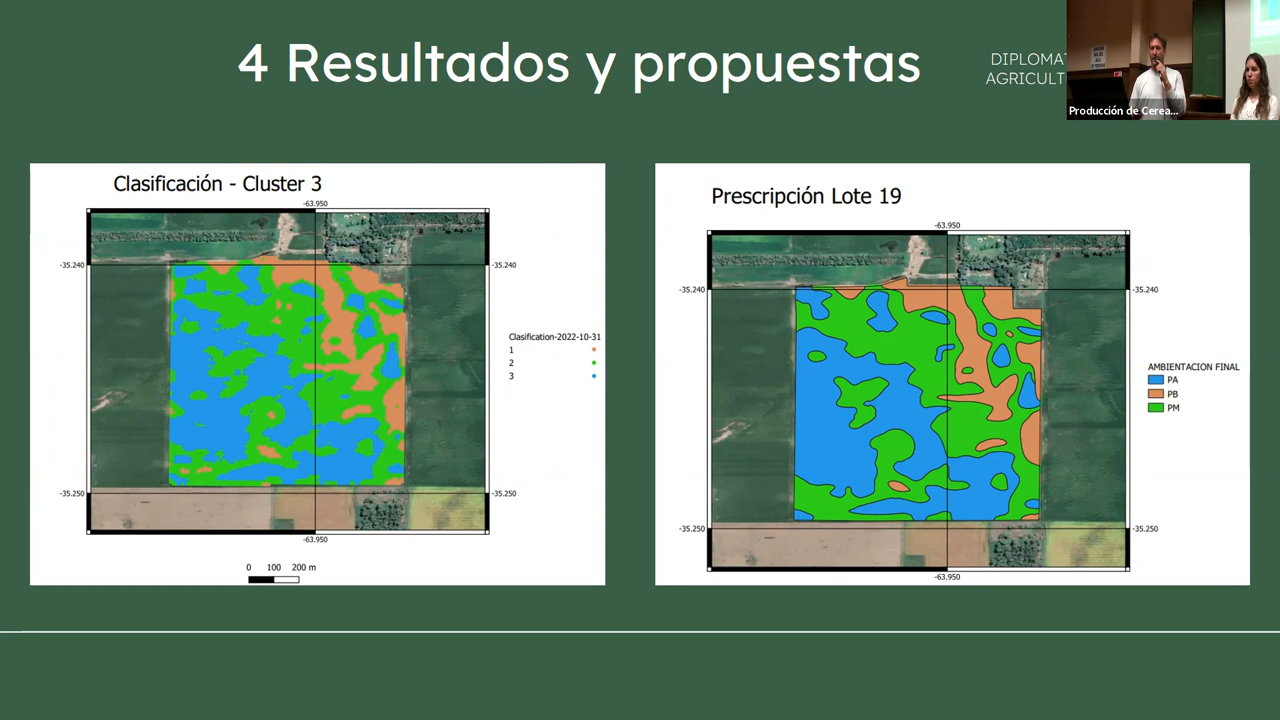 4 Resultados y propuestas
DIPLOMAT
AGRICULT
Producción de Cerea...
Clasificación - Cluster 3
-63.950
-35.240
-35.240
Clasification-2022-10-31
1
2
3
-35.250
-35.250
-63.950
0 100 200 m
Prescripción Lote 19
-63.950
-35.240
-35.240
AMBIENTACION FINAL
PA
PB
PM
-35.250
-35.250
-63.950